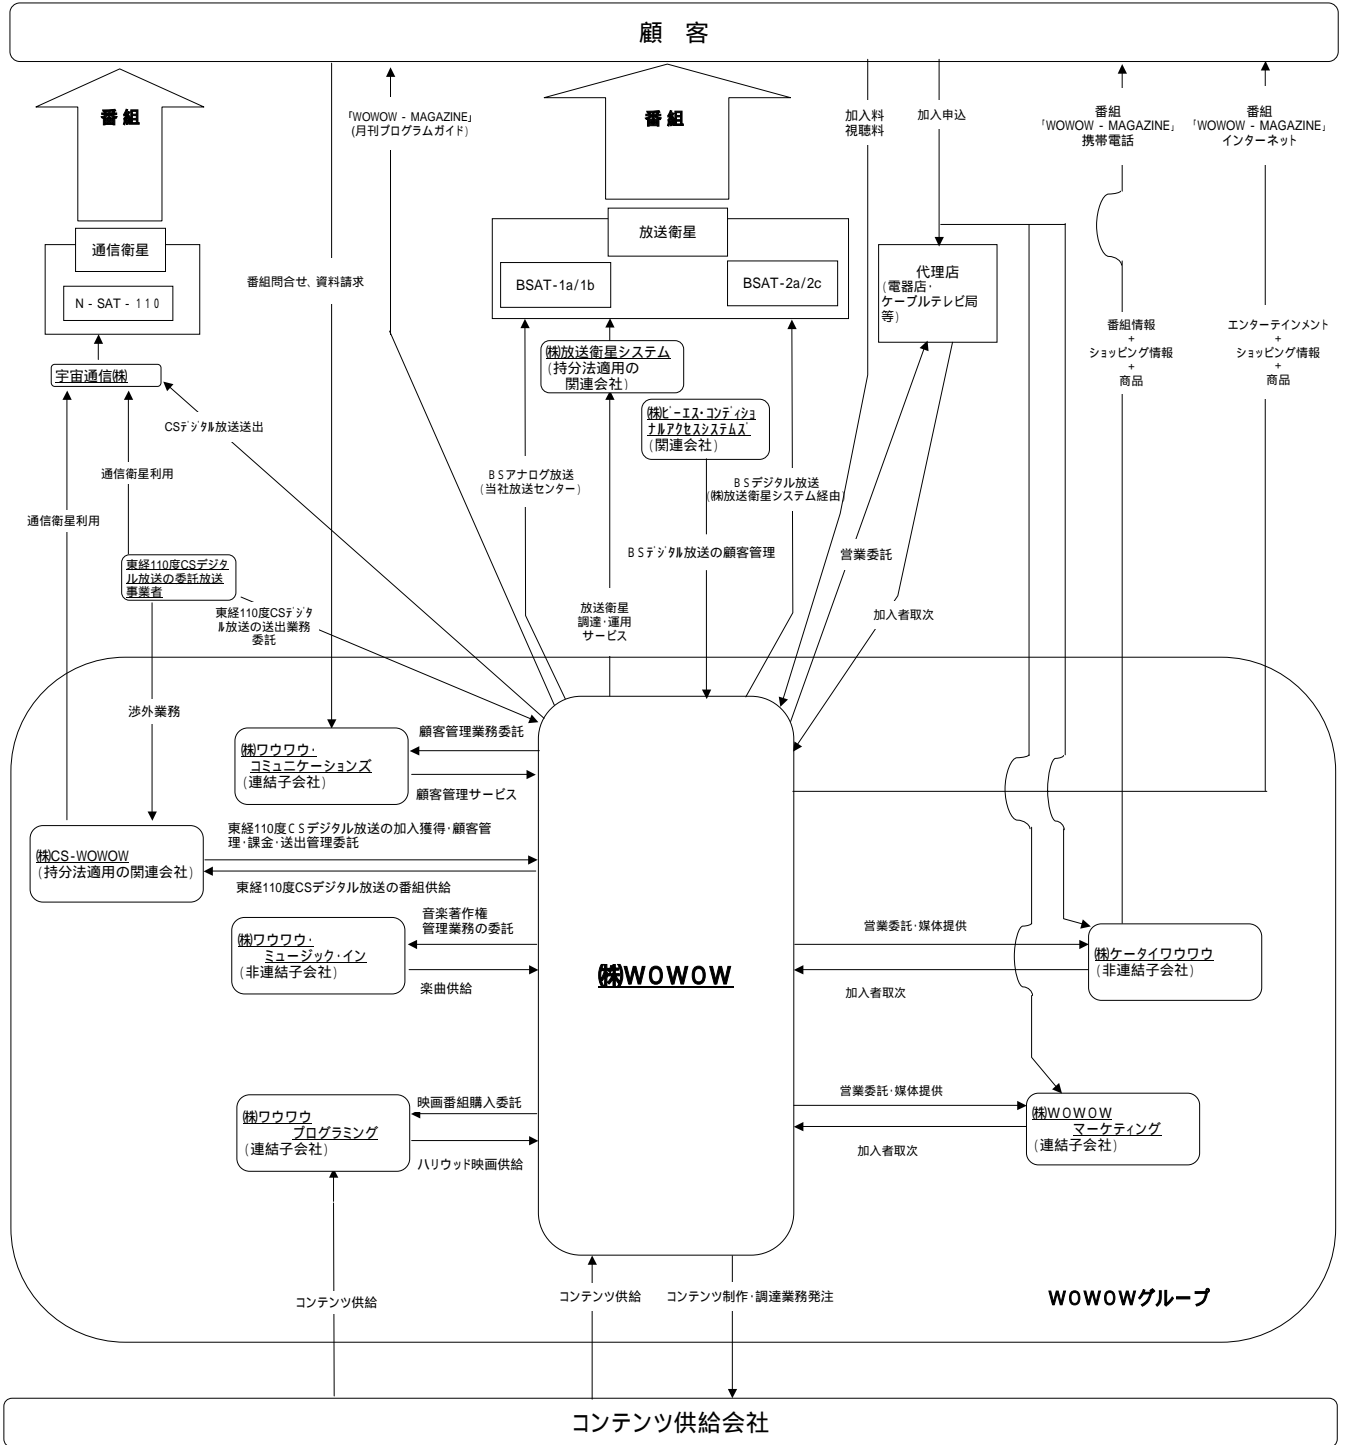 顧　客
番組
「WOWOW - MAGAZINE」
(月刊プログラムガイド)
番組
加入料
視聴料
加入申込
番組
「WOWOW - MAGAZINE」
携帯電話
番組
「WOWOW - MAGAZINE」
インターネット
通信衛星
N - SAT - 110
放送衛星
BSAT-1a/1b
BSAT-2a/2c
代理店
(電器店・
ケーブルテレビ局
等)
番組問合せ、資料請求
番組情報
+
ショッピング情報
+
商品
エンターテインメント
+
ショッピング情報
+
商品
宇宙通信㈱
㈱放送衛星システム
(持分法適用の
関連会社)
㈱ビーエス・コンディショ
ナルアクセスシステムズ
(関連会社)
CSデジタル放送送出
通信衛星利用
通信衛星利用
BSアナログ放送
(当社放送センター)
BSデジタル放送
(㈱放送衛星システム経由)
BSデジタル放送の顧客管理
営業委託
東経110度CSデジタ
ル放送の委託放送
事業者
東経110度CSデジタ
ル放送の送出業務
委託
放送衛星
調達・運用
サービス
加入者取次
渉外業務
㈱ワウワウ・
コミュニケーションズ
(連結子会社)
顧客管理業務委託
顧客管理サービス
㈱CS-WOWOW
(持分法適用の関連会社)
東経110度CSデジタル放送の加入獲得・顧客管
理・課金・送出管理委託
東経110度CSデジタル放送の番組供給
㈱ワウワウ・
ミュージック・イン
(非連結子会社)
音楽著作権
管理業務の委託
楽曲供給
㈱WOWOW
営業委託・媒体提供
加入者取次
㈱ケータイワウワウ
(非連結子会社)
㈱ワウワウ
プログラミング
(連結子会社)
映画番組購入委託
ハリウッド映画供給
営業委託・媒体提供
加入者取次
㈱WOWOW
マーケティング
(連結子会社)
コンテンツ供給
コンテンツ供給
コンテンツ制作・調達業務発注
WOWOWグループ
コンテンツ供給会社